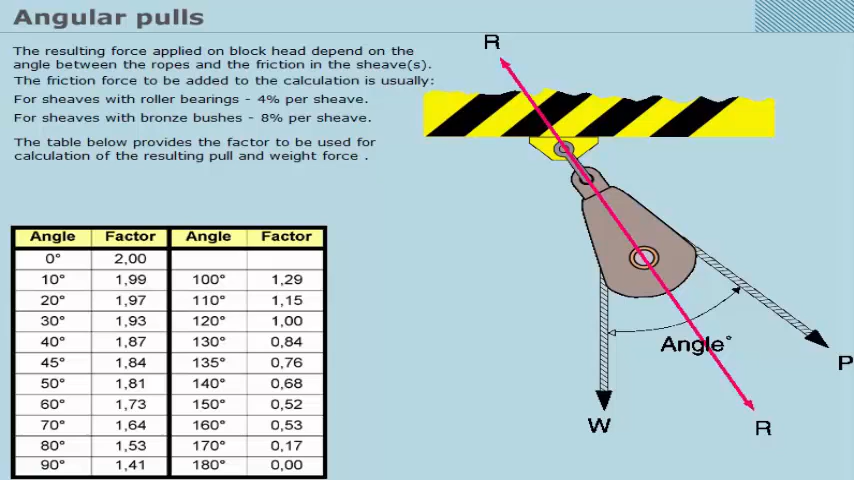 Angular pulls
The resulting force applied on block head depend on the
angle between the ropes and the friction in the sheave(s).
The friction force to be added to the calculation is usually:
For sheaves with roller bearings - 4% per sheave.
For sheaves with bronze bushes - 8% per sheave.
The table below provides the factor to be used for
calculation of the resulting pull and weight force .
Angle Factor Angle Factor
0° 2,00
10° 1,99 100° 1,29
20° 1,97 110° 1,15
30° 1,93 120° 1,00
40° 1,87 130° 0,84
45° 1,84 135° 0,76
50° 1,81 140° 0,68
60° 1,73 150° 0,52
70° 1,64 160° 0,53
80° 1,53 170° 0,17
90° 1,41 180° 0,00
R
Angle°
P
W
R